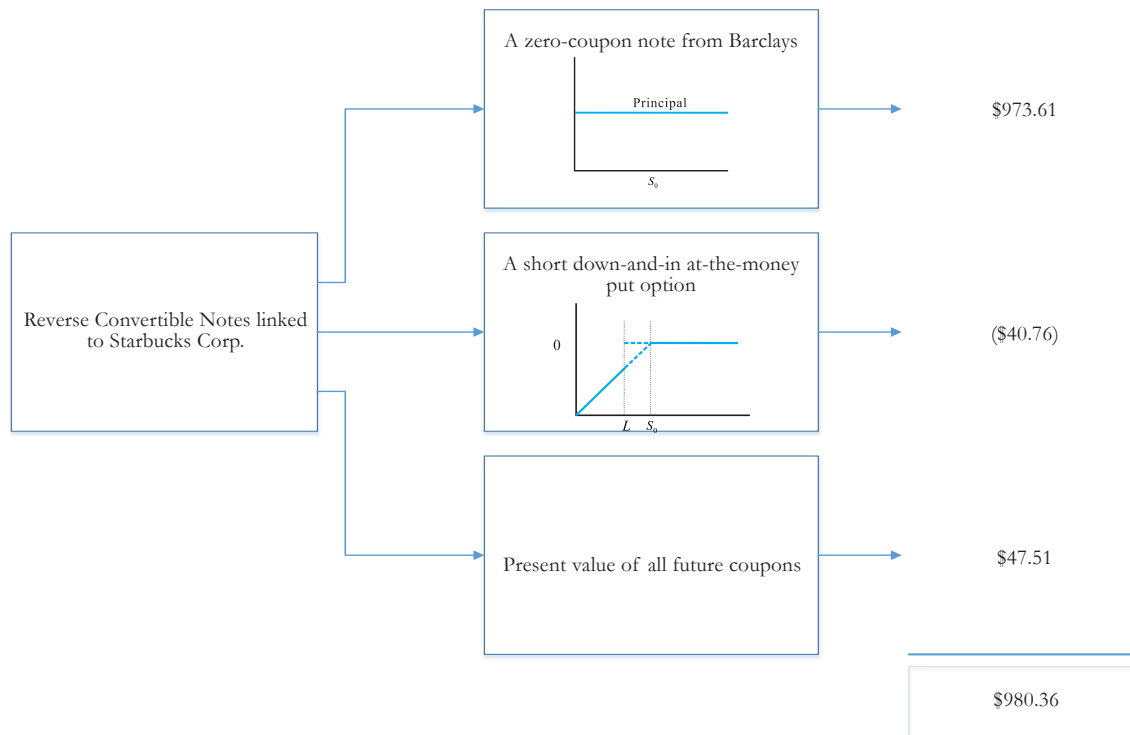 A zero-coupon note from Barclays
Principal
S₀
$973.61
Reverse Convertible Notes linked
to Starbucks Corp.
A short down-and-in at-the-money
put option
0
L S₀
($40.76)
Present value of all future coupons
$47.51
$980.36